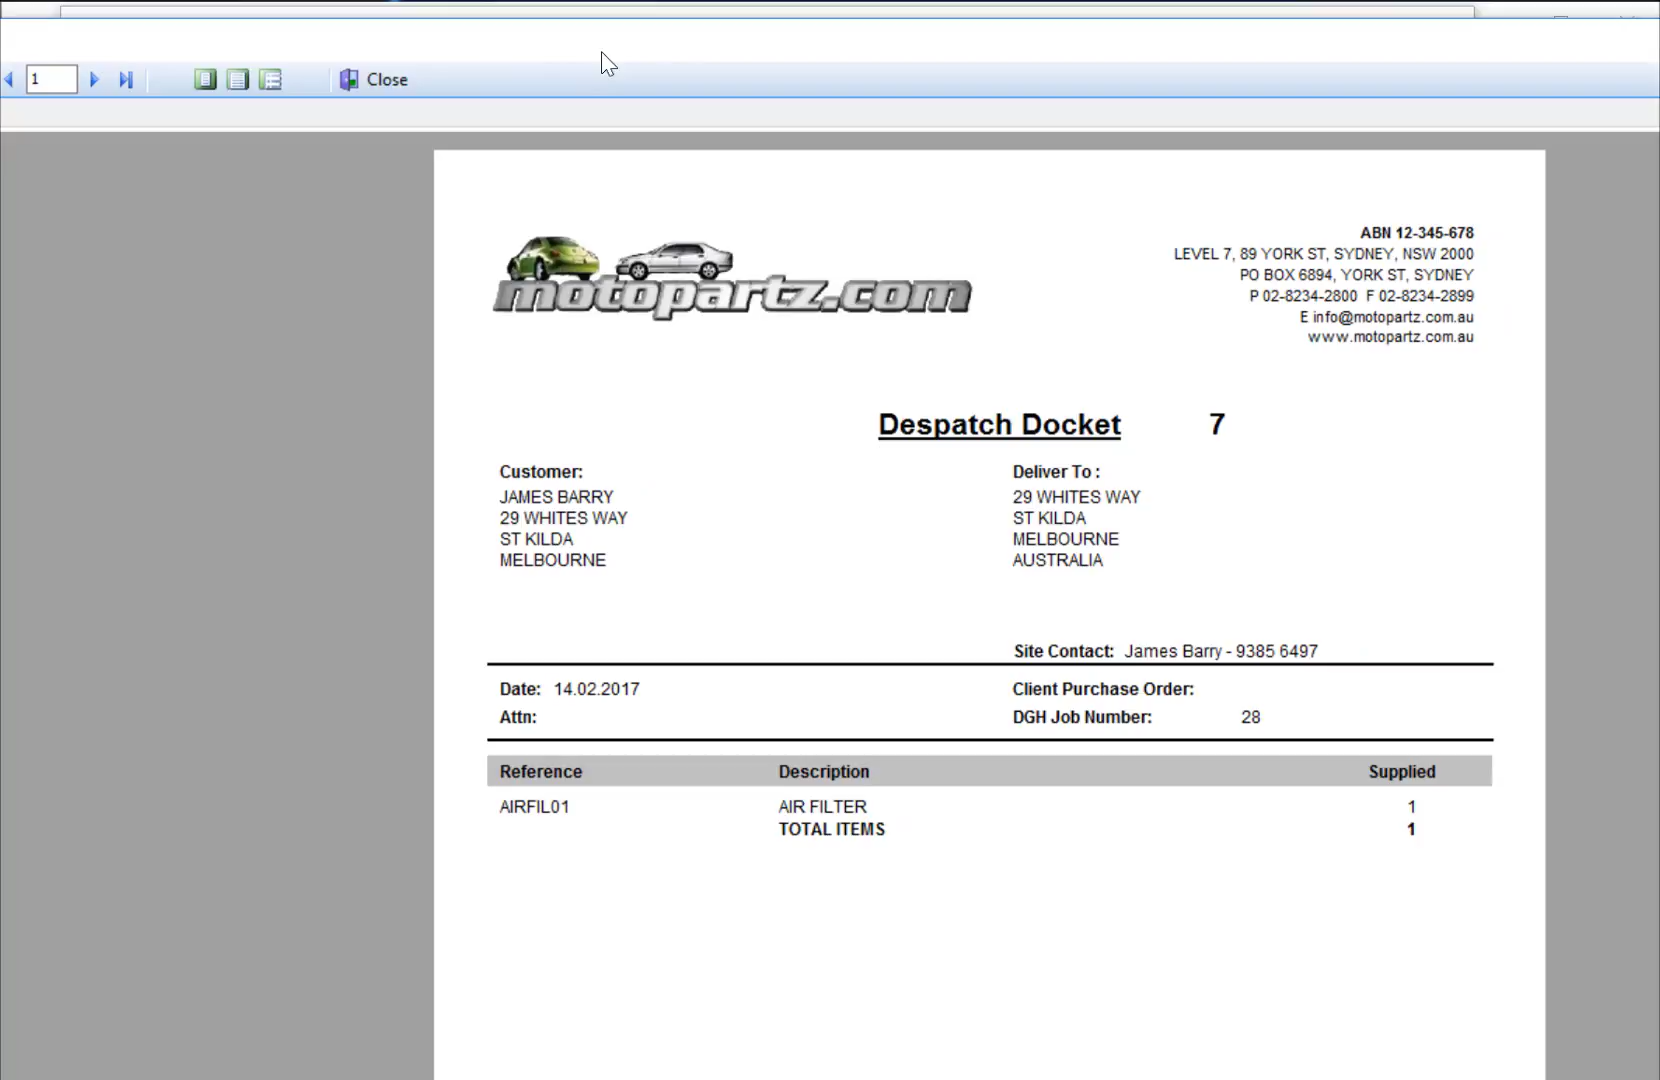 1
Close
motopartz.com
ABN 12-345-678
LEVEL 7, 89 YORK ST, SYDNEY, NSW 2000
PO BOX 6894, YORK ST, SYDNEY
P 02-8234-2800 F 02-8234-2899
E info@motopartz.com.au
www.motopartz.com.au
Despatch Docket 7
Customer:
JAMES BARRY
29 WHITES WAY
ST KILDA
MELBOURNE
Deliver To :
29 WHITES WAY
ST KILDA
MELBOURNE
AUSTRALIA
Site Contact: James Barry - 9385 6497
Date: 14.02.2017
Attn:
Client Purchase Order:
DGH Job Number: 28
Reference Description Supplied
AIRFIL01 AIR FILTER 1
TOTAL ITEMS 1